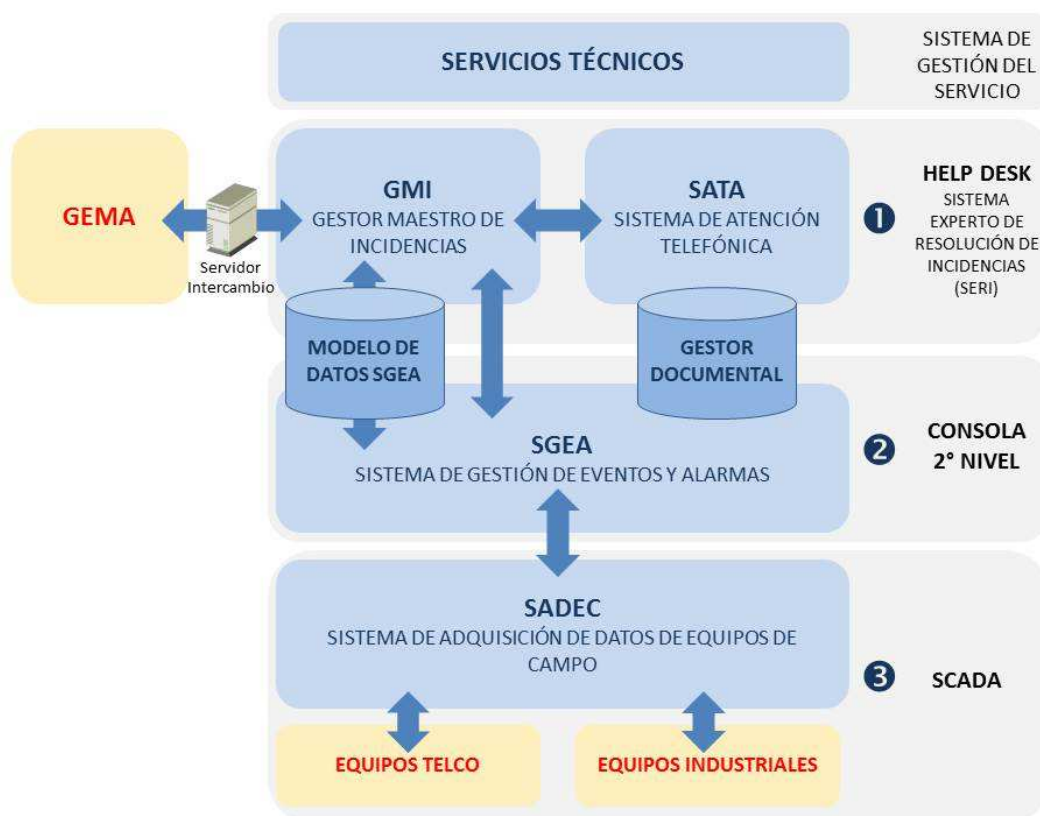 SERVICIOS TÉCNICOS
SISTEMA DE
GESTIÓN DEL
SERVICIO
GEMA
Servidor
Intercambio
GMI
GESTOR MAESTRO DE
INCIDENCIAS
SATA
SISTEMA DE ATENCIÓN
TELEFÓNICA
1
HELP DESK
SISTEMA
EXPERTO DE
RESOLUCIÓN DE
INCIDENCIAS
(SERI)
MODELO DE
DATOS SGEA
GESTOR
DOCUMENTAL
SGEA
SISTEMA DE GESTIÓN DE EVENTOS Y ALARMAS
2
CONSOLA
2° NIVEL
SADEC
SISTEMA DE ADQUISICIÓN DE DATOS DE EQUIPOS DE
CAMPO
3
SCADA
EQUIPOS TELCO
EQUIPOS INDUSTRIALES